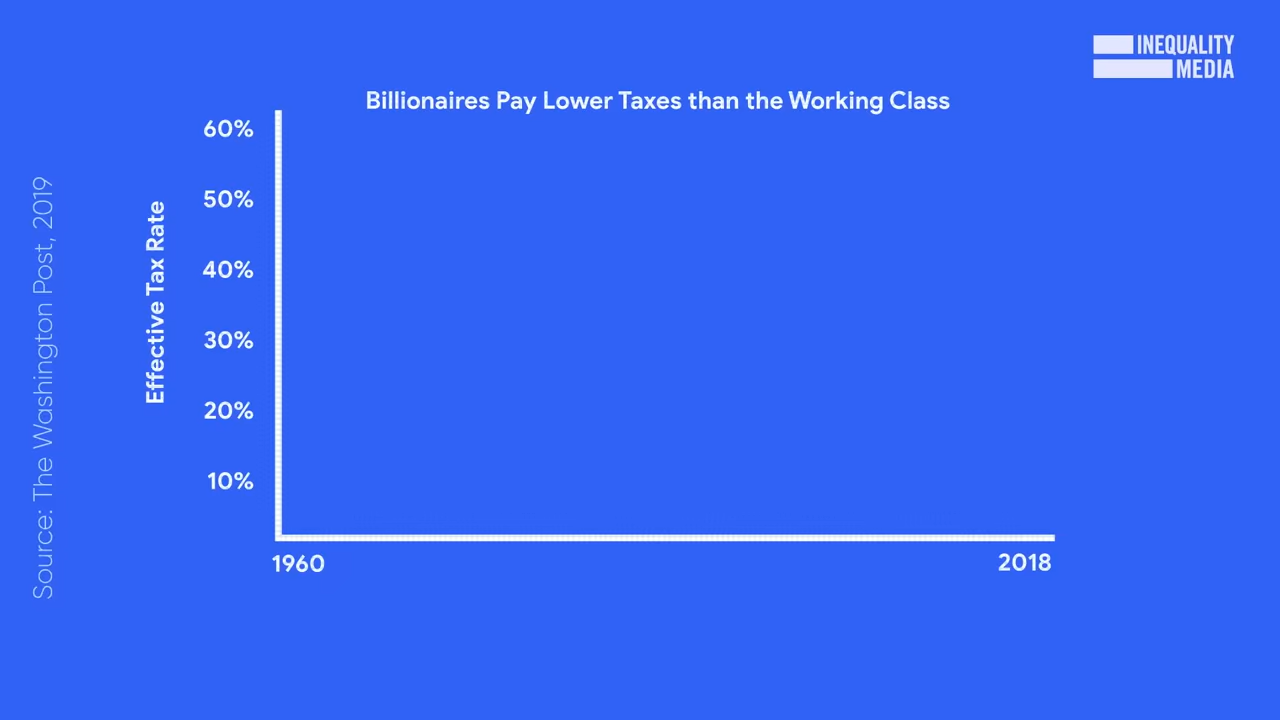 INEQUALITY
MEDIA
Billionaires Pay Lower Taxes than the Working Class
60%
50%
40%
30%
20%
10%
Effective Tax Rate
Source: The Washington Post, 2019
1960
2018